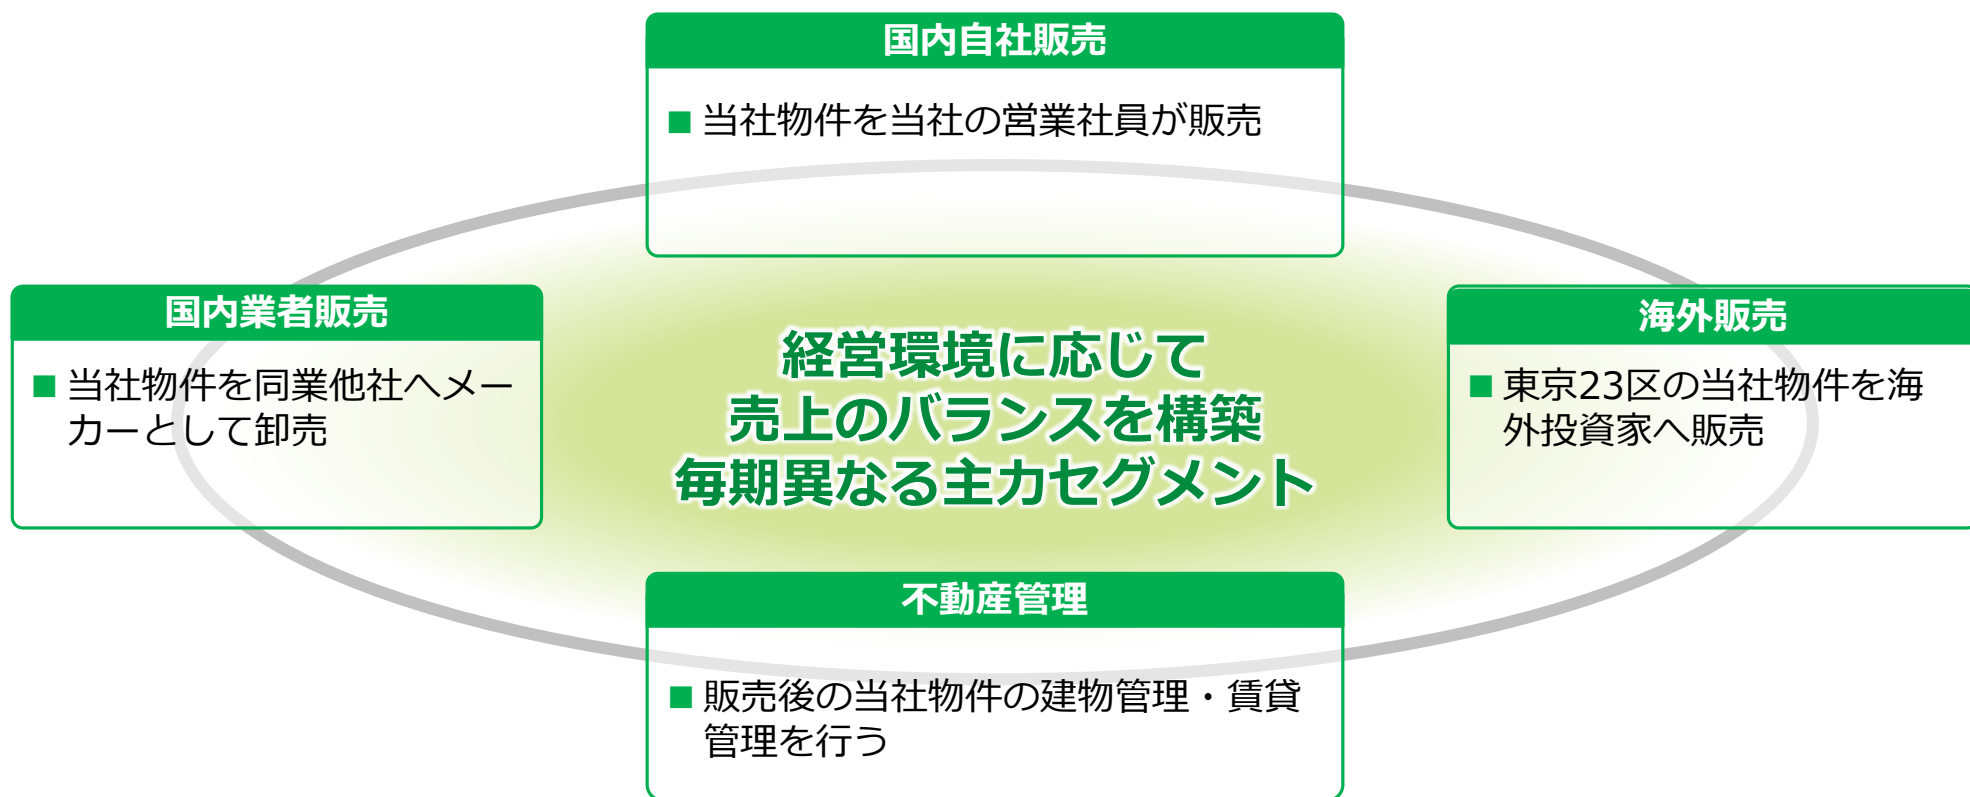 国内自社販売
■ 当社物件を当社の営業社員が販売
国内業者販売
■ 当社物件を同業他社へメー
カーとして卸売
経営環境に応じて
売上のバランスを構築
毎期異なる主力セグメント
海外販売
■ 東京23区の当社物件を海
外投資家へ販売
不動産管理
■ 販売後の当社物件の建物管理・賃貸
管理を行う